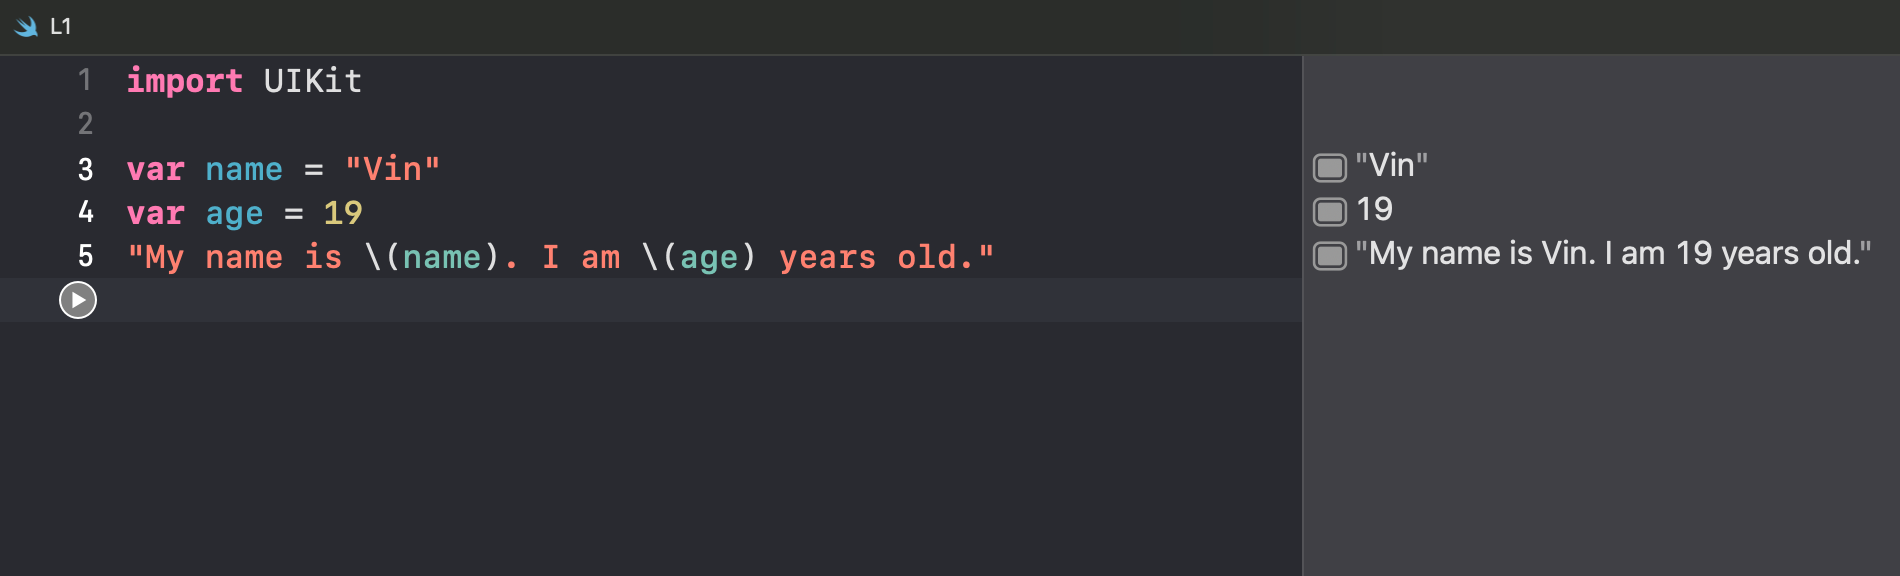 L1
1 import UIKit
2
3 var name = "Vin"
4 var age = 19
5 "My name is \(name). I am \(age) years old."
"Vin"
19
"My name is Vin. I am 19 years old."